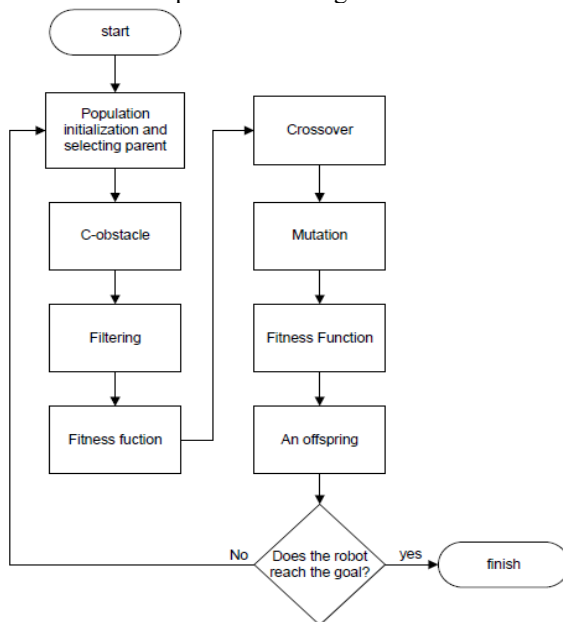 start
Population
initialization and
selecting parent
C-obstacle
Filtering
Fitness fuction
Crossover
Mutation
Fitness Function
An offspring
Does the robot
reach the goal?
No
yes
finish